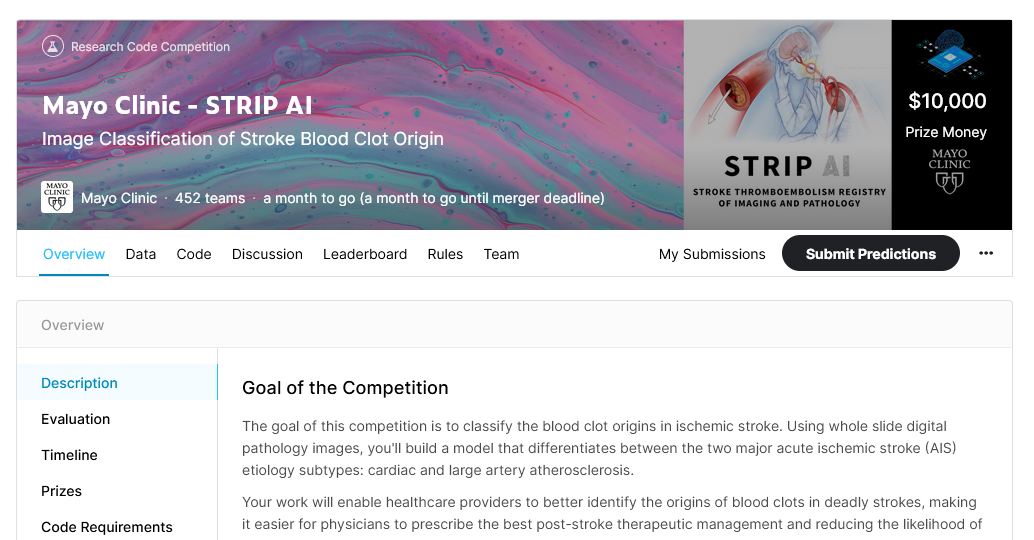 Research Code Competition
Mayo Clinic - STRIP AI
Image Classification of Stroke Blood Clot Origin
MAYO
CLINIC
Mayo Clinic · 452 teams · a month to go (a month to go until merger deadline)
STRIP AI
STROKE THROMBOEMBOLISM REGISTRY
OF IMAGING AND PATHOLOGY
$10,000
Prize Money
MAYO
CLINIC
Overview Data Code Discussion Leaderboard Rules Team My Submissions Submit Predictions •••
Overview
Description
Evaluation
Timeline
Prizes
Code Requirements
Goal of the Competition
The goal of this competition is to classify the blood clot origins in ischemic stroke. Using whole slide digital
pathology images, you'll build a model that differentiates between the two major acute ischemic stroke (AIS)
etiology subtypes: cardiac and large artery atherosclerosis.
Your work will enable healthcare providers to better identify the origins of blood clots in deadly strokes, making
it easier for physicians to prescribe the best post-stroke therapeutic management and reducing the likelihood of